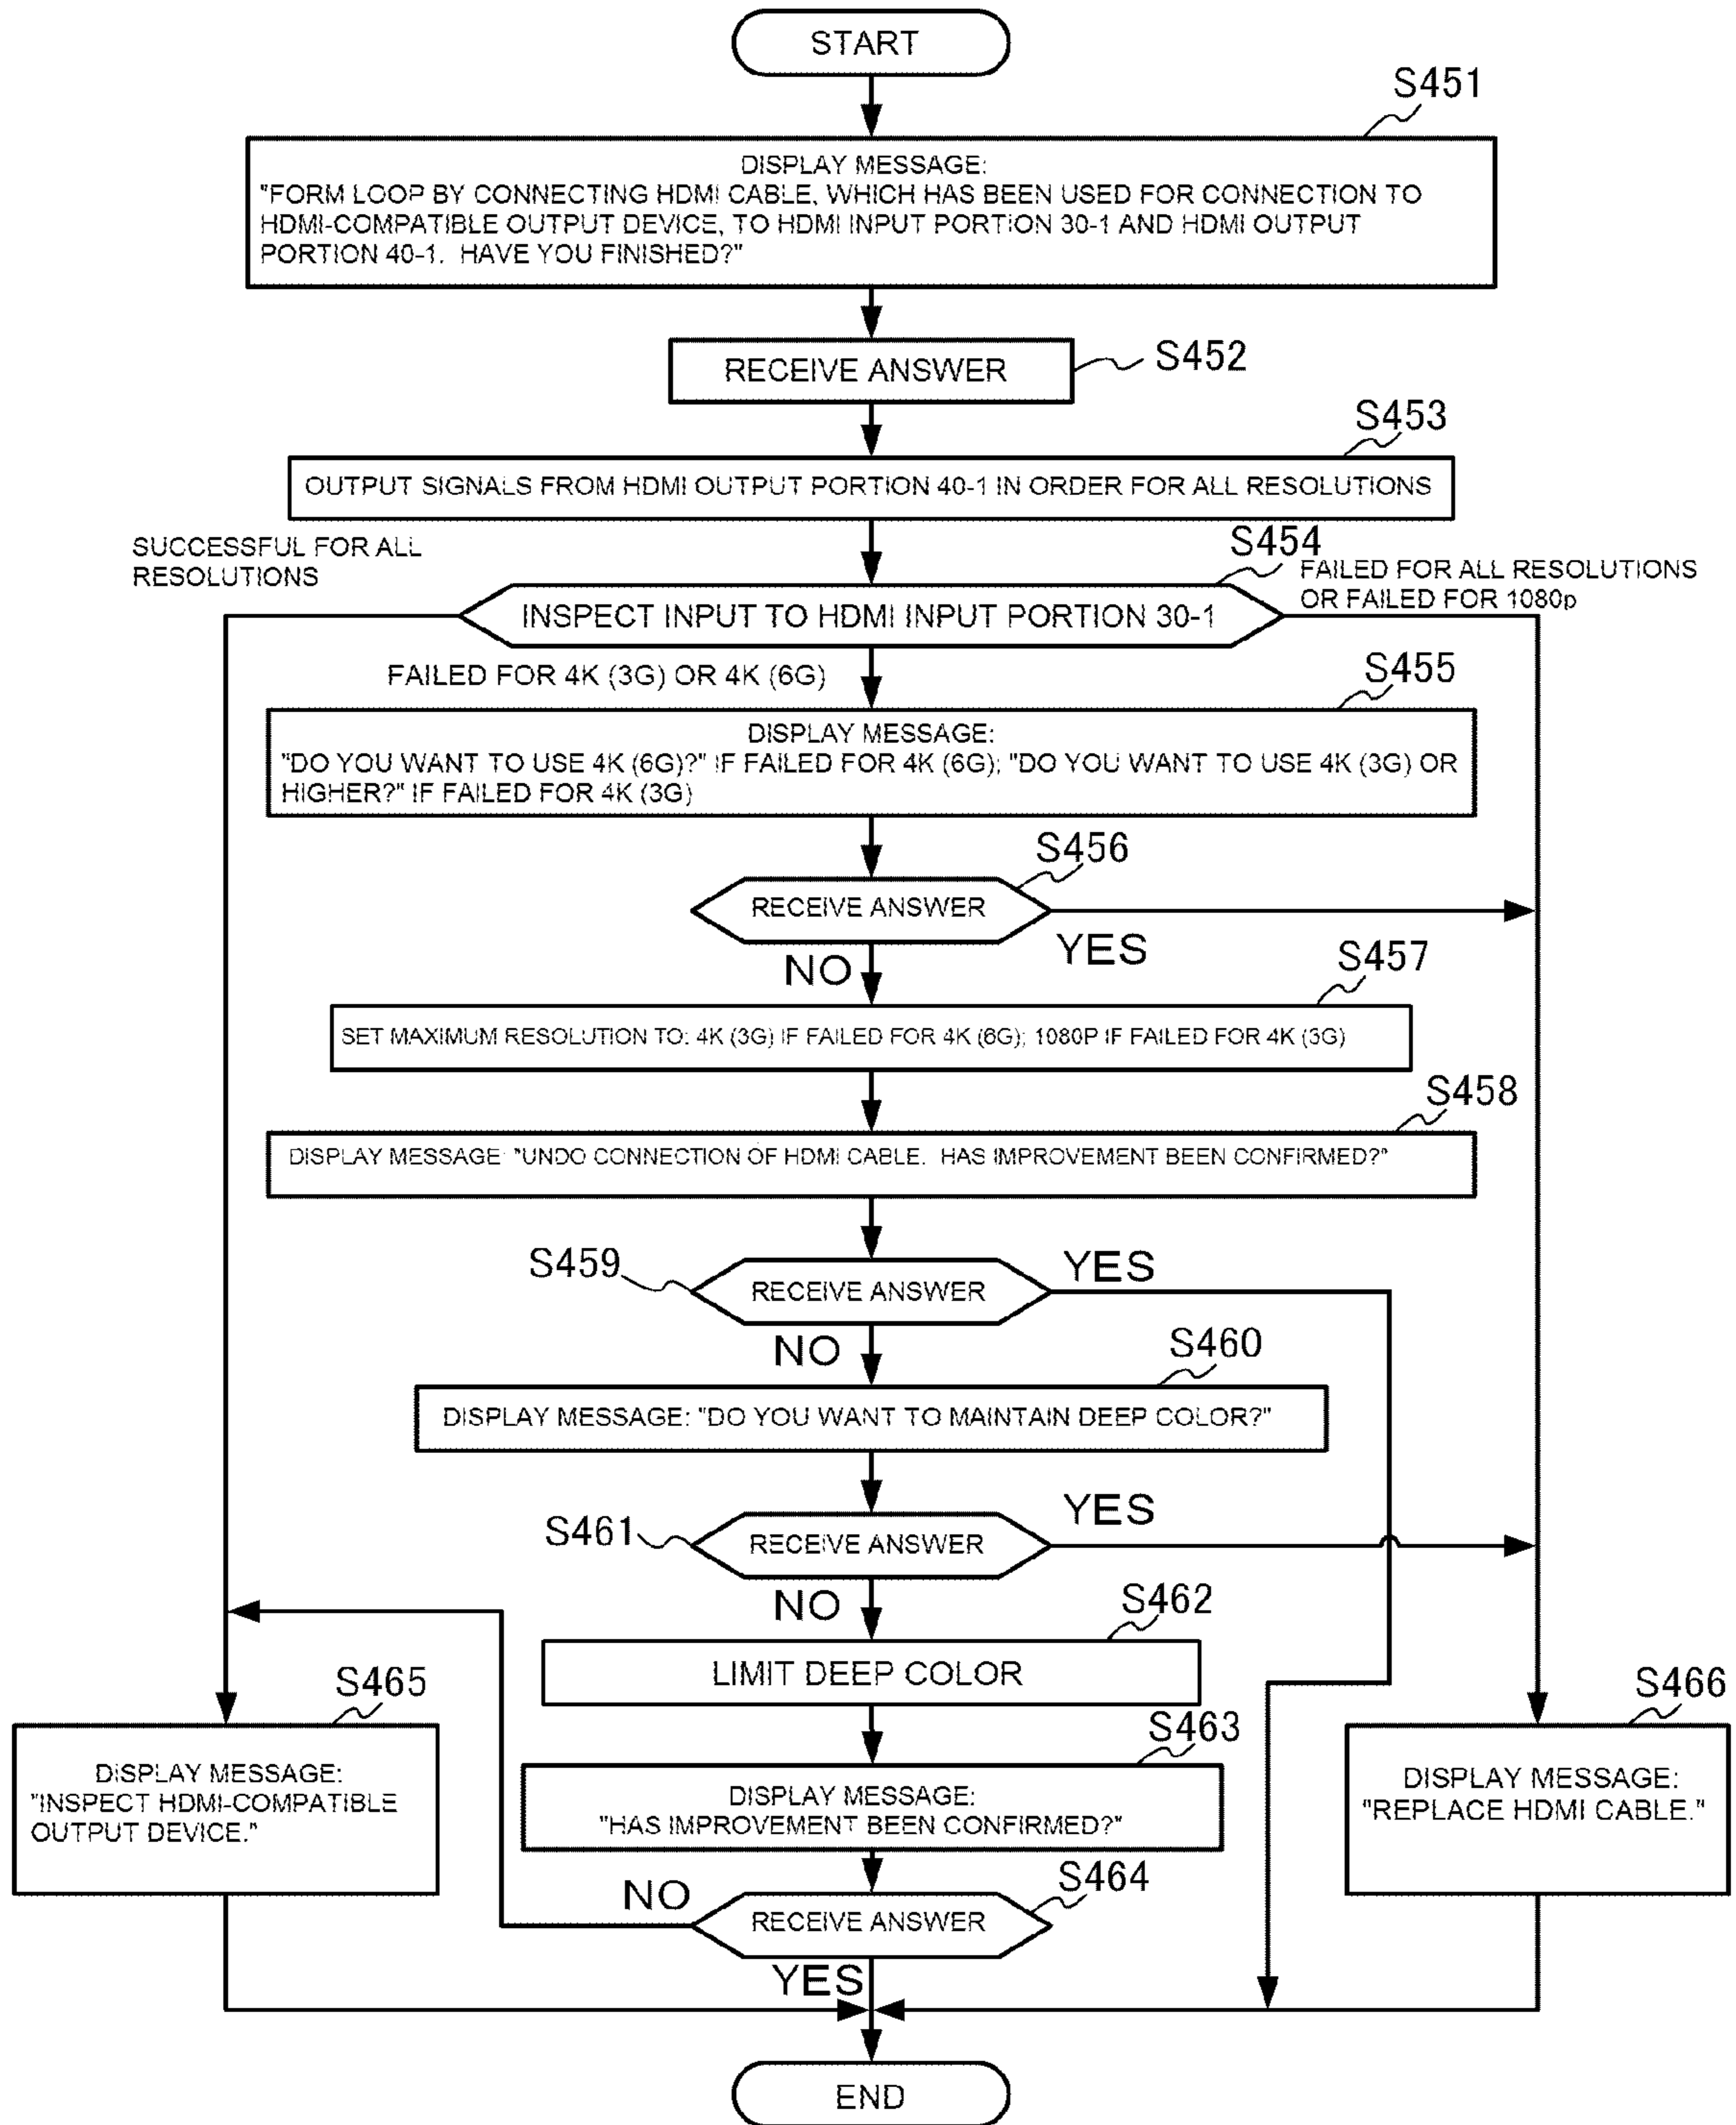 START
S451
DISPLAY MESSAGE:
"FORM LOOP BY CONNECTING HDMI CABLE, WHICH HAS BEEN USED FOR CONNECTION TO
HDMI-COMPATIBLE OUTPUT DEVICE, TO HDMI INPUT PORTION 30-1 AND HDMI OUTPUT
PORTION 40-1. HAVE YOU FINISHED?"
RECEIVE ANSWER
S452
S453
OUTPUT SIGNALS FROM HDMI OUTPUT PORTION 40-1 IN ORDER FOR ALL RESOLUTIONS
SUCCESSFUL FOR ALL
RESOLUTIONS
S454
FAILED FOR ALL RESOLUTIONS
OR FAILED FOR 1080p
INSPECT INPUT TO HDMI INPUT PORTION 30-1
FAILED FOR 4K (3G) OR 4K (6G)
S455
DISPLAY MESSAGE:
"DO YOU WANT TO USE 4K (6G)?" IF FAILED FOR 4K (6G); "DO YOU WANT TO USE 4K (3G) OR
HIGHER?" IF FAILED FOR 4K (3G)
S456
RECEIVE ANSWER
YES
NO
S457
SET MAXIMUM RESOLUTION TO: 4K (3G) IF FAILED FOR 4K (6G); 1080P IF FAILED FOR 4K (3G)
S458
DISPLAY MESSAGE: "UNDO CONNECTION OF HDMI CABLE. HAS IMPROVEMENT BEEN CONFIRMED?"
S459
RECEIVE ANSWER
YES
NO
S460
DISPLAY MESSAGE: "DO YOU WANT TO MAINTAIN DEEP COLOR?"
S461
RECEIVE ANSWER
YES
NO
S462
LIMIT DEEP COLOR
S465
DISPLAY MESSAGE:
"INSPECT HDMI-COMPATIBLE
OUTPUT DEVICE."
S463
DISPLAY MESSAGE:
"HAS IMPROVEMENT BEEN CONFIRMED?"
S466
DISPLAY MESSAGE:
"REPLACE HDMI CABLE."
NO
S464
RECEIVE ANSWER
YES
END